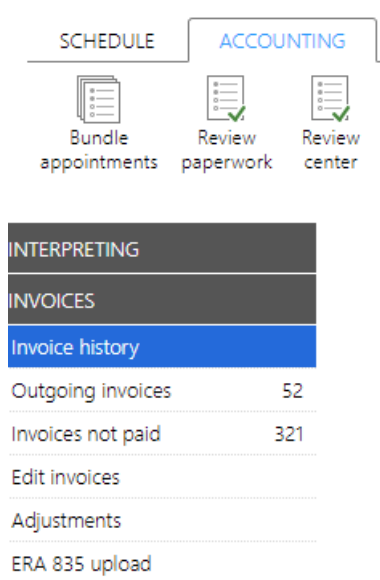 SCHEDULE ACCOUNTING
Bundle appointments
Review paperwork
Review center
INTERPRETING
INVOICES
Invoice history
Outgoing invoices 52
Invoices not paid 321
Edit invoices
Adjustments
ERA 835 upload